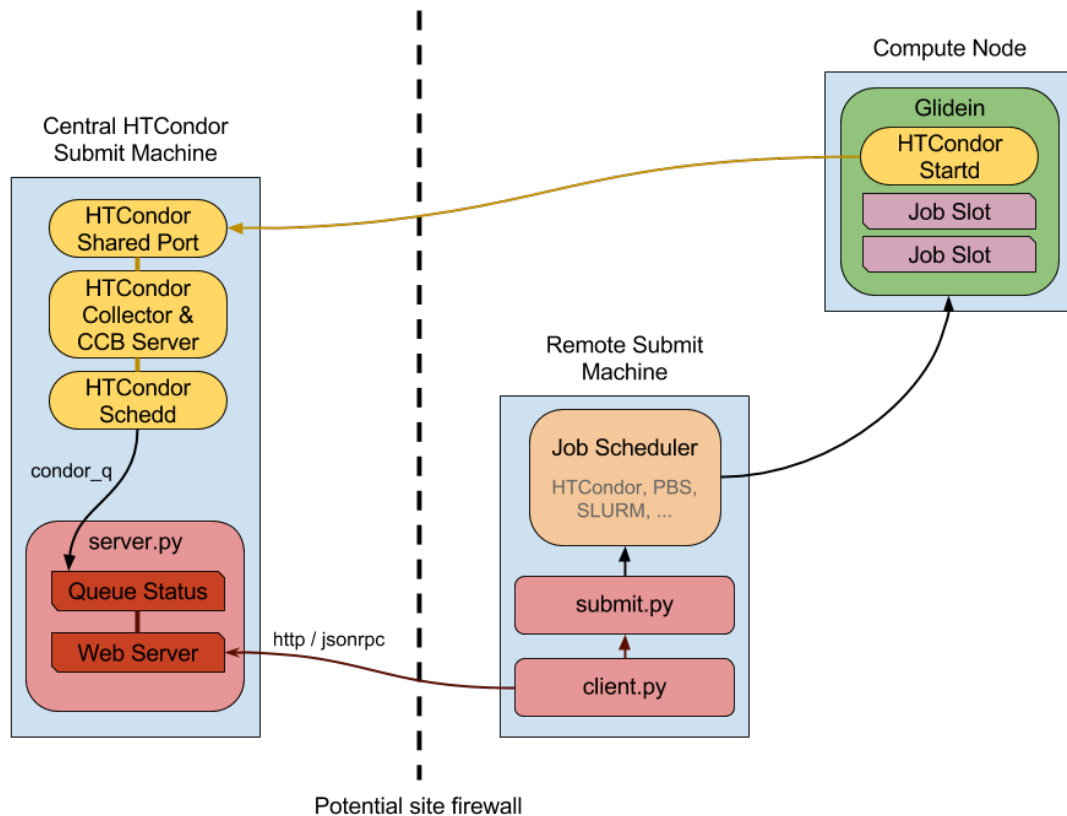 Central HTCondor
Submit Machine
HTCondor
Shared Port
HTCondor
Collector &
CCB Server
HTCondor
Schedd
condor_q
server.py
Queue Status
Web Server
http / jsonrpc
Potential site firewall
Remote Submit
Machine
Job Scheduler
HTCondor, PBS,
SLURM, ...
submit.py
client.py
Compute Node
Glidein
HTCondor
Startd
Job Slot
Job Slot